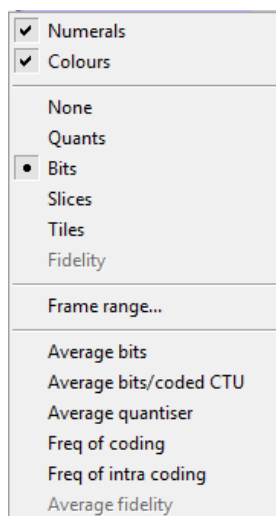 Numerals
Colours
None
Quants
Bits
Slices
Tiles
Fidelity
Frame range...
Average bits
Average bits/coded CTU
Average quantiser
Freq of coding
Freq of intra coding
Average fidelity